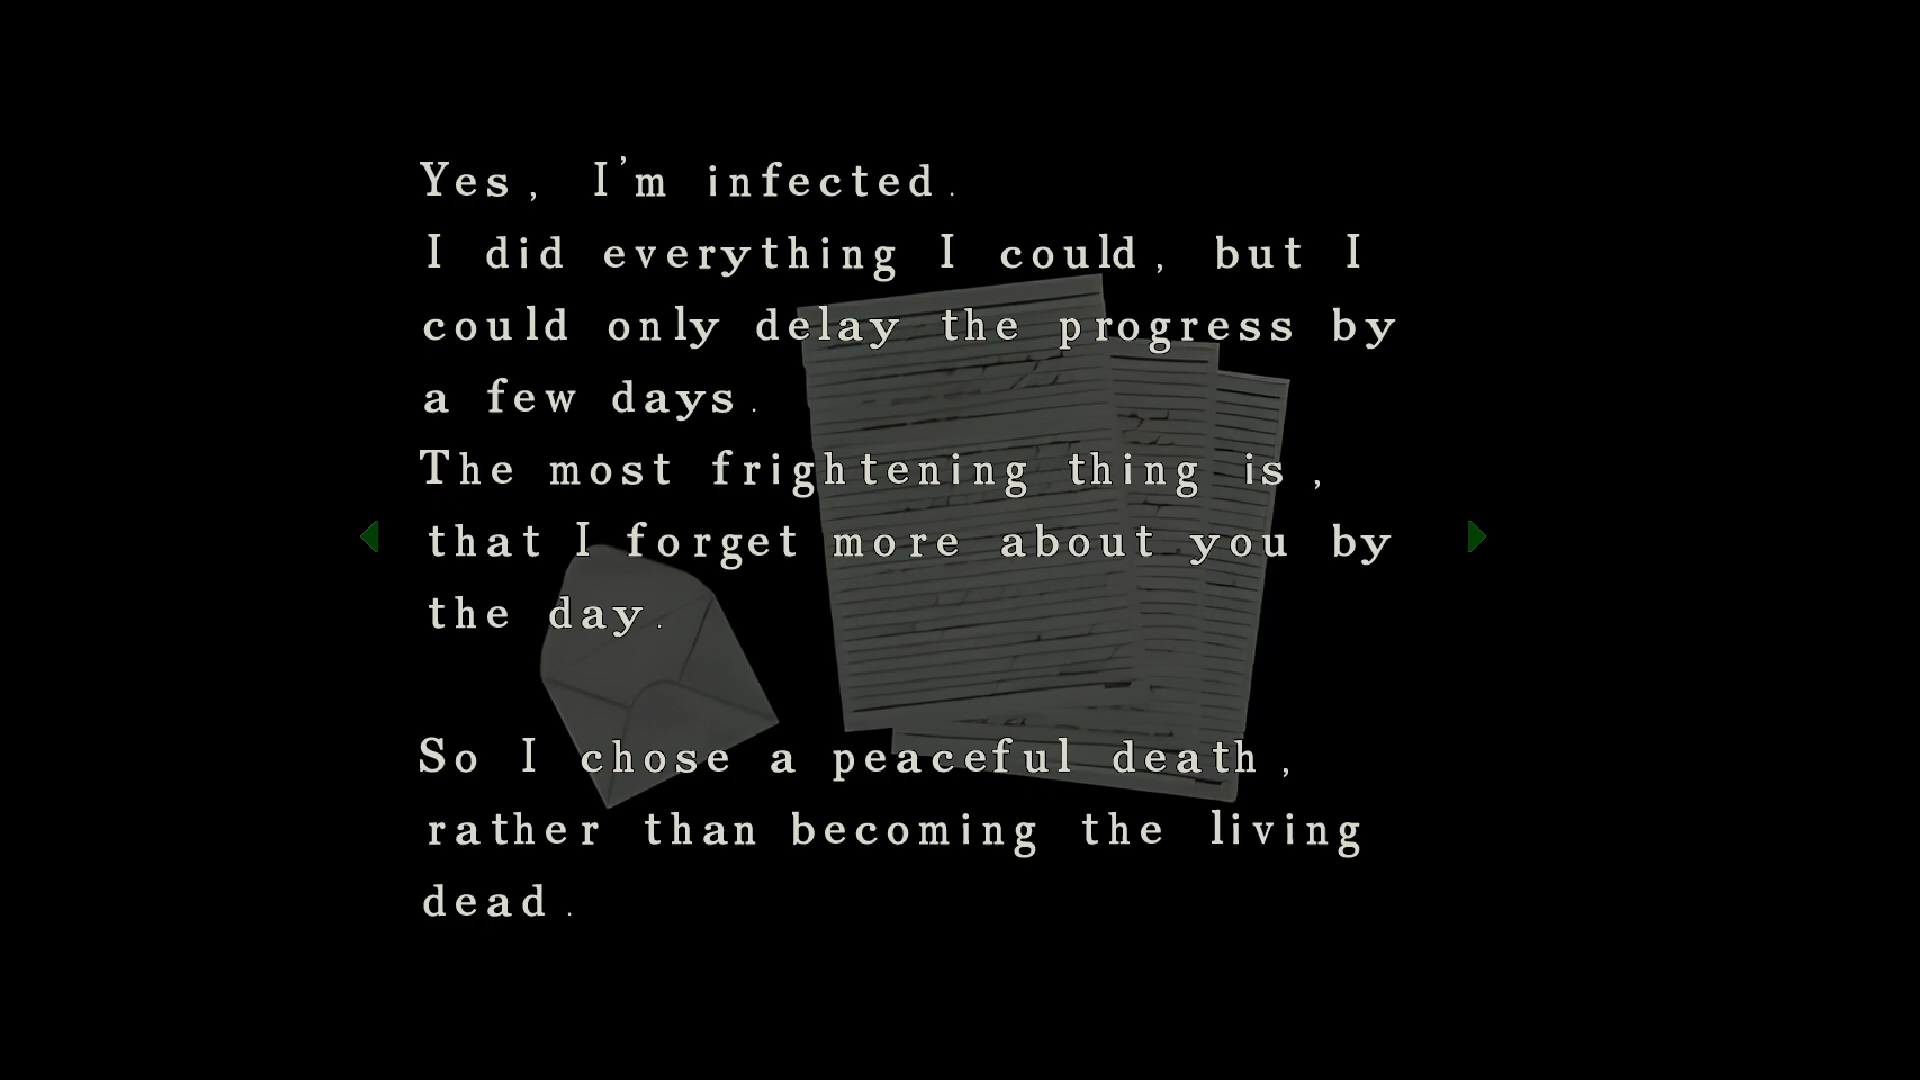 Yes, I'm infected.
I did everything I could, but I
could only delay the progress by
a few days.
The most frightening thing is,
that I forget more about you by
the day.
So I chose a peaceful death,
rather than becoming the living
dead.